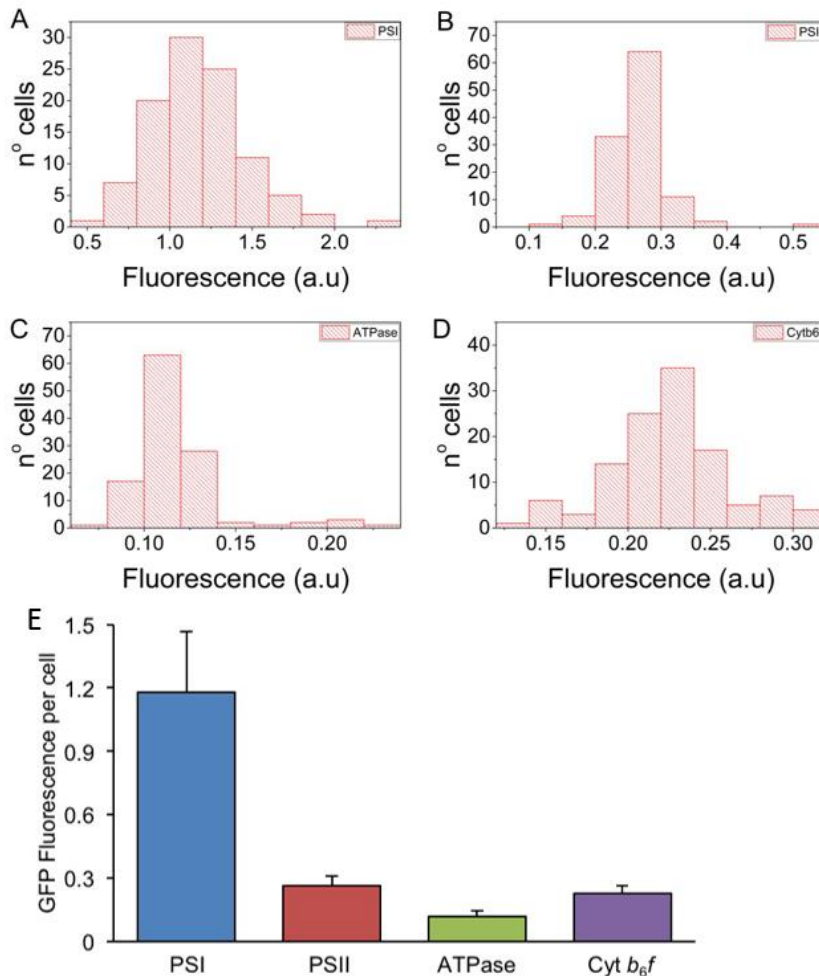 A
PSI
30
25
20
15
10
5
0
nº cells
0.5 1.0 1.5 2.0
Fluorescence (a.u)
B
PSI
70
60
50
40
30
20
10
0
nº cells
0.1 0.2 0.3 0.4 0.5
Fluorescence (a.u)
C
ATPase
70
60
50
40
30
20
10
0
nº cells
0.10 0.15 0.20
Fluorescence (a.u)
D
Cytb6
40
30
20
10
0
nº cells
0.15 0.20 0.25 0.30
Fluorescence (a.u)
E
1.5
1.2
0.9
0.6
0.3
0
GFP Fluorescence per cell
PSI PSII ATPase Cyt b₆f